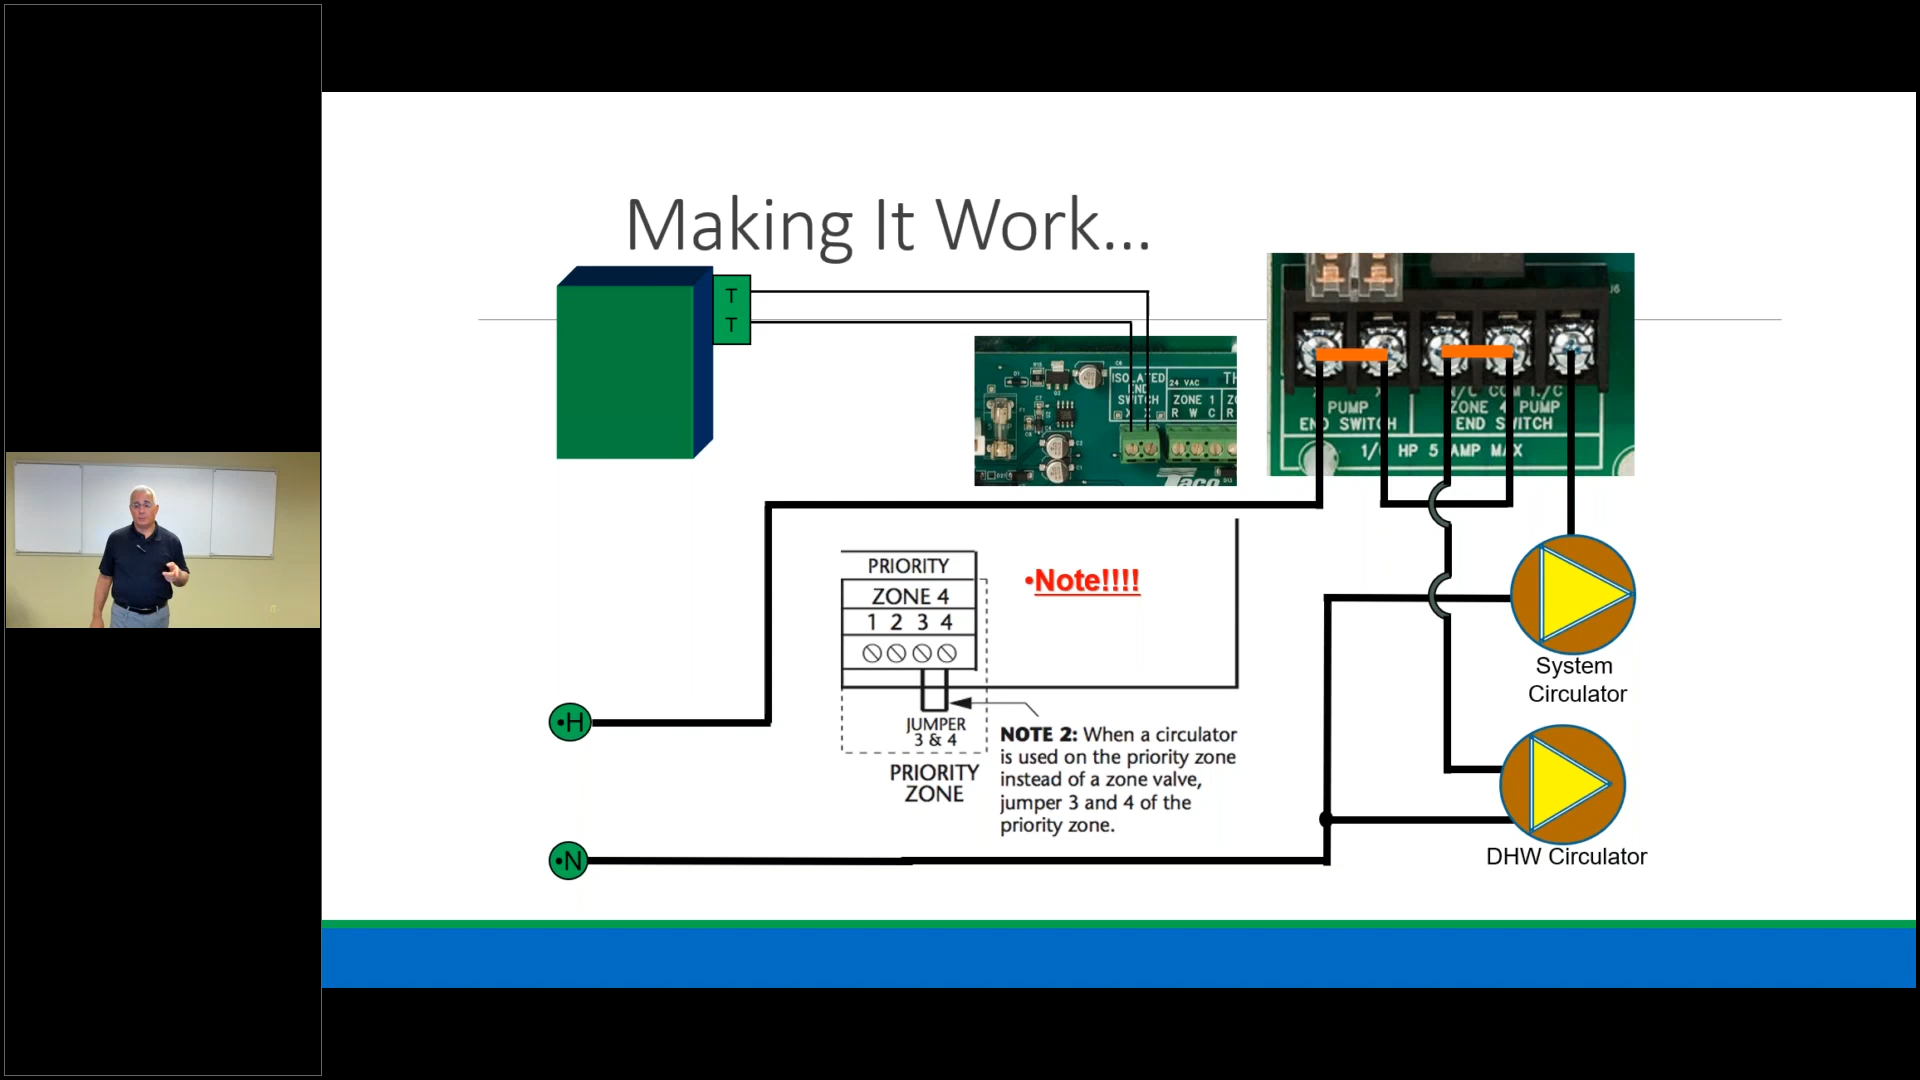 Making It Work...
T
T
ISOLATED
END
SWITCH
X X
24 VAC
ZONE 1
R W C
R
Taco
J6
X
N/C COM
PUMP
END SWITCH
ZONE 4 PUMP
END SWITCH
1/ HP 5 AMP MAX
PRIORITY
ZONE 4
1 2 3 4
JUMPER
3 & 4
PRIORITY
ZONE
•Note!!!!
NOTE 2: When a circulator
is used on the priority zone
instead of a zone valve,
jumper 3 and 4 of the
priority zone.
•H
•N
System
Circulator
DHW Circulator